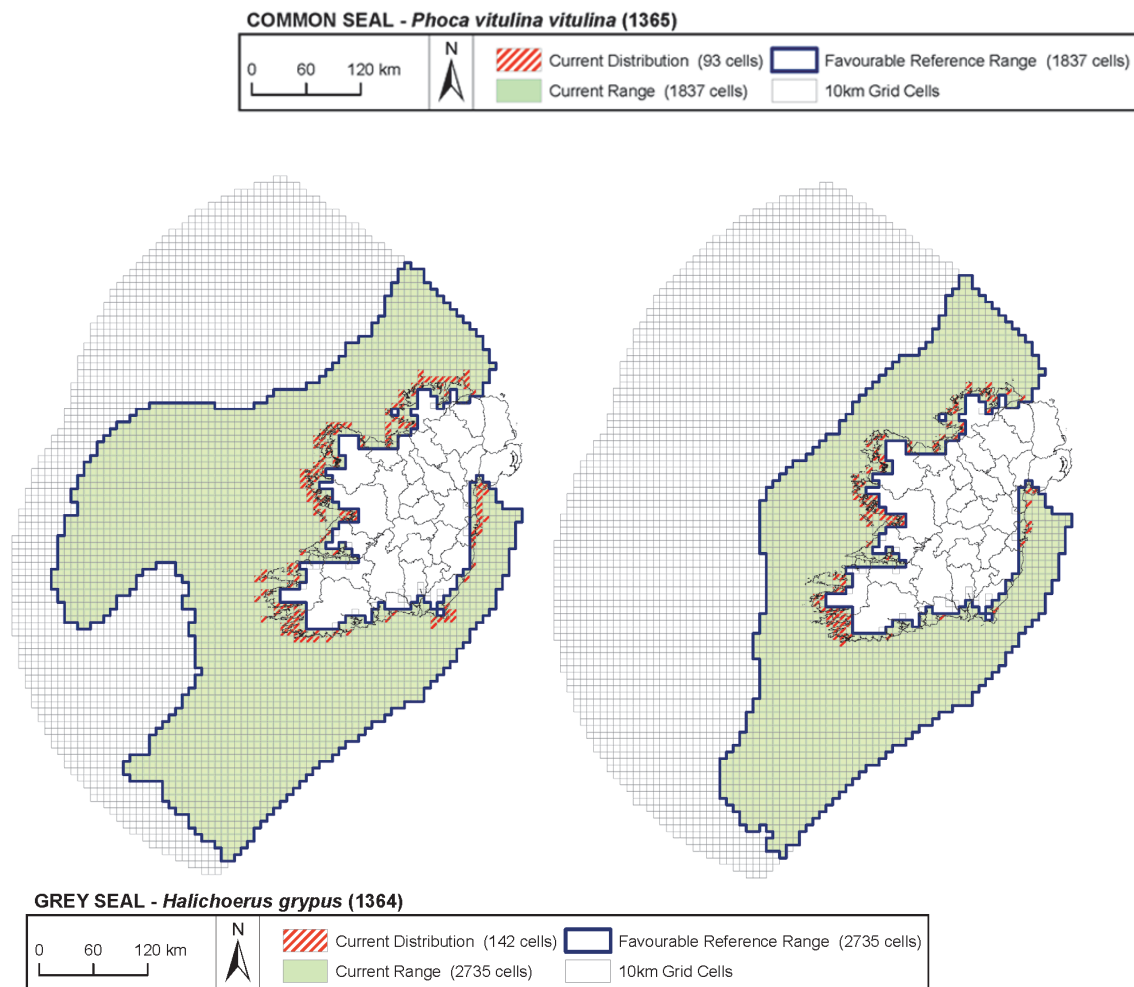 COMMON SEAL - Phoca vitulina vitulina (1365)
0 60 120 km
N
Current Distribution (93 cells)
Favourable Reference Range (1837 cells)
Current Range (1837 cells)
10km Grid Cells
GREY SEAL - Halichoerus grypus (1364)
0 60 120 km
N
Current Distribution (142 cells)
Favourable Reference Range (2735 cells)
Current Range (2735 cells)
10km Grid Cells